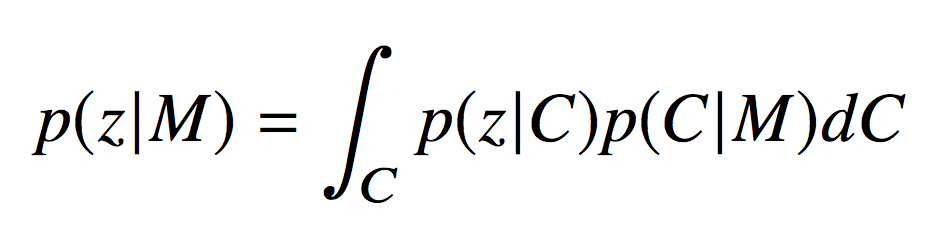 p(z|M) = ∫_C p(z|C)p(C|M)dC